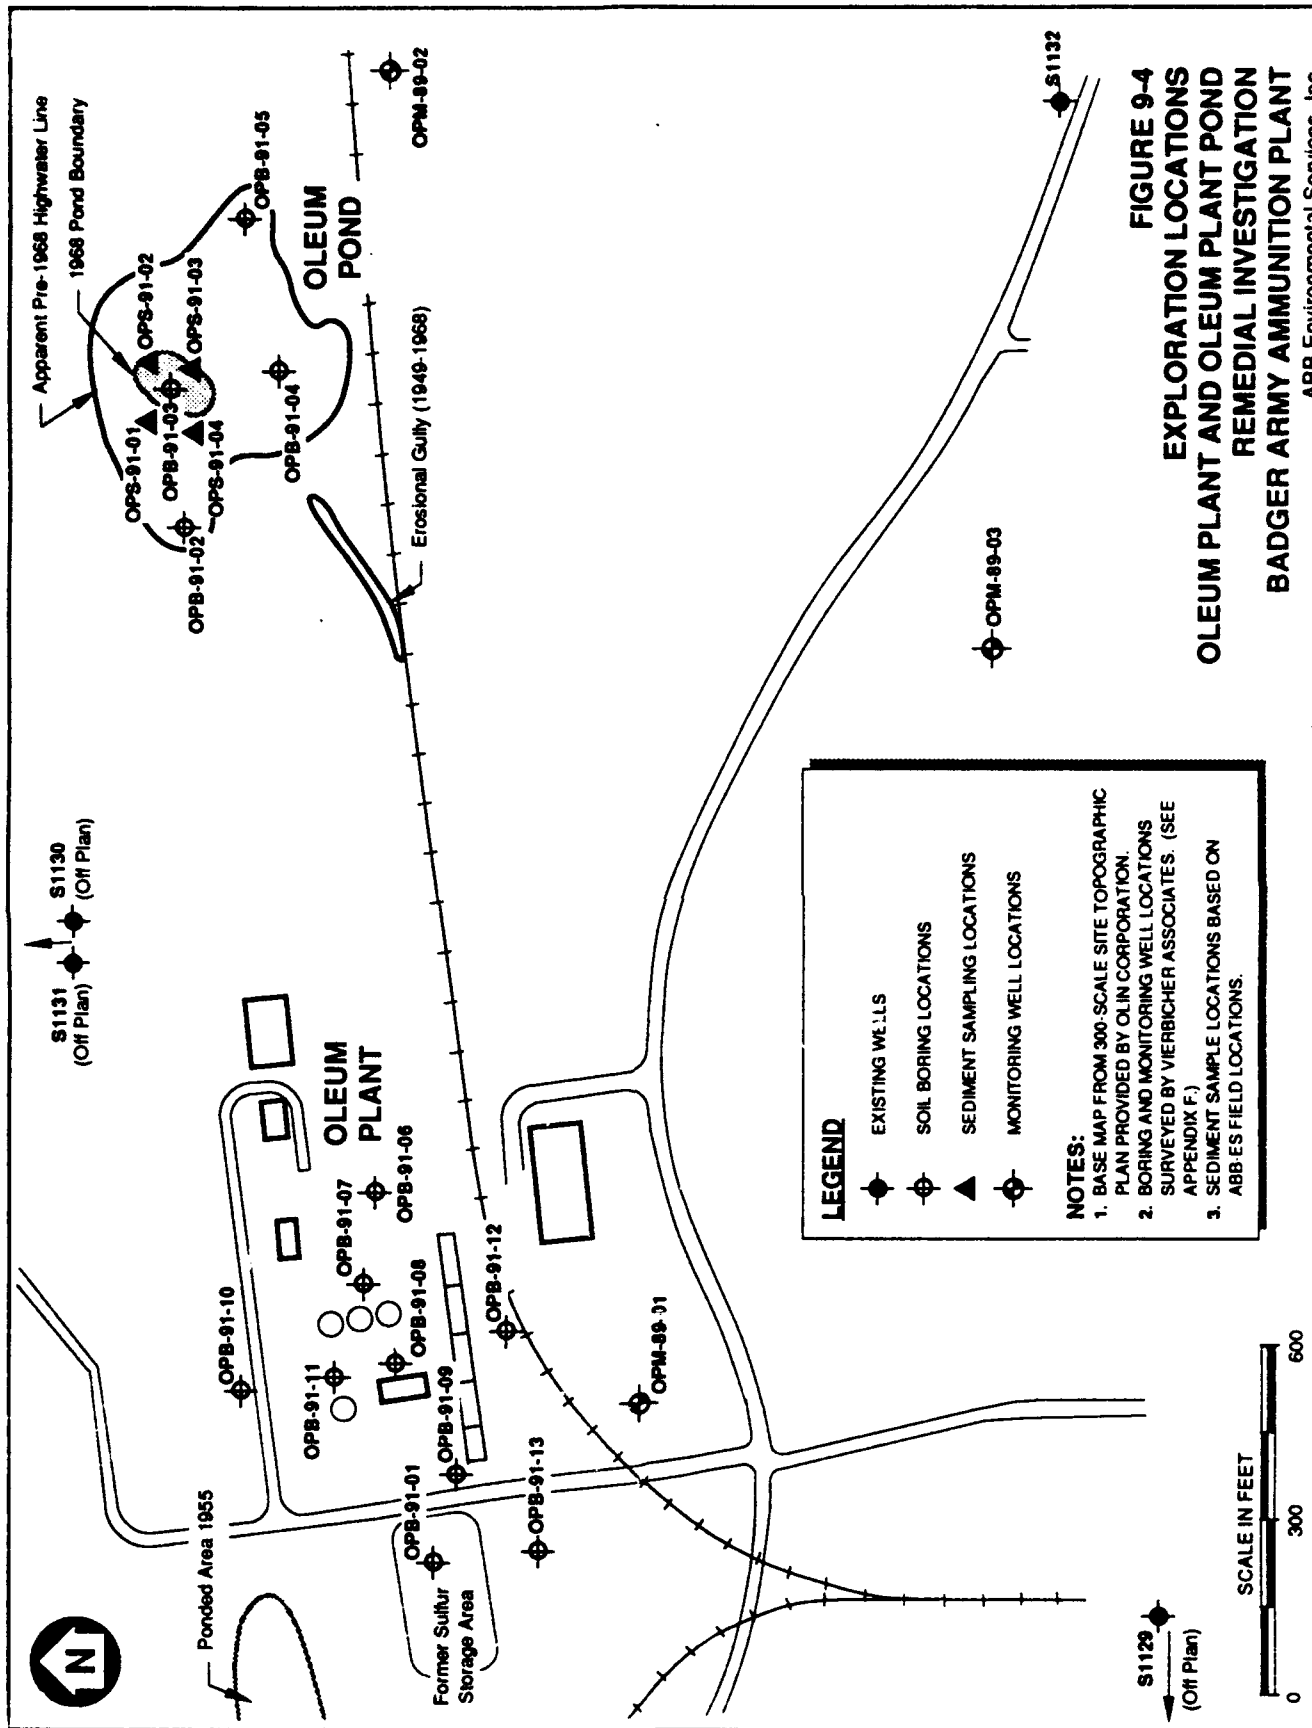 N
Ponded Area 1955
Former Sulfur
Storage Area
OPB-91-01
OPB-91-13
OPB-91-09
OPB-91-10
OPB-91-11
OPB-91-08
OPB-91-07
OPB-91-06
OPB-91-12
OPM-89-01
OLEUM
PLANT
S1131
(Off Plan)
S1130
(Off Plan)
Apparent Pre-1968 Highwater Line
1968 Pond Boundary
OPS-91-01
OPB-91-03
OPS-91-04
OPB-91-02
OPS-91-02
OPS-91-03
OPB-91-05
OPB-91-04
OLEUM
POND
OPM-89-02
Erosional Gully (1949-1968)
OPM-89-03
S1132
S1129
(Off Plan)
SCALE IN FEET
0 300 600
LEGEND
EXISTING WELLS
SOIL BORING LOCATIONS
SEDIMENT SAMPLING LOCATIONS
MONITORING WELL LOCATIONS
NOTES:
1. BASE MAP FROM 300-SCALE SITE TOPOGRAPHIC
PLAN PROVIDED BY OLIN CORPORATION.
2. BORING AND MONITORING WELL LOCATIONS
SURVEYED BY VIERBICHER ASSOCIATES. (SEE
APPENDIX F.)
3. SEDIMENT SAMPLE LOCATIONS BASED ON
ABB-ES FIELD LOCATIONS.
FIGURE 9-4
EXPLORATION LOCATIONS
OLEUM PLANT AND OLEUM PLANT POND
REMEDIAL INVESTIGATION
BADGER ARMY AMMUNITION PLANT
ABB Environmental Services, Inc.